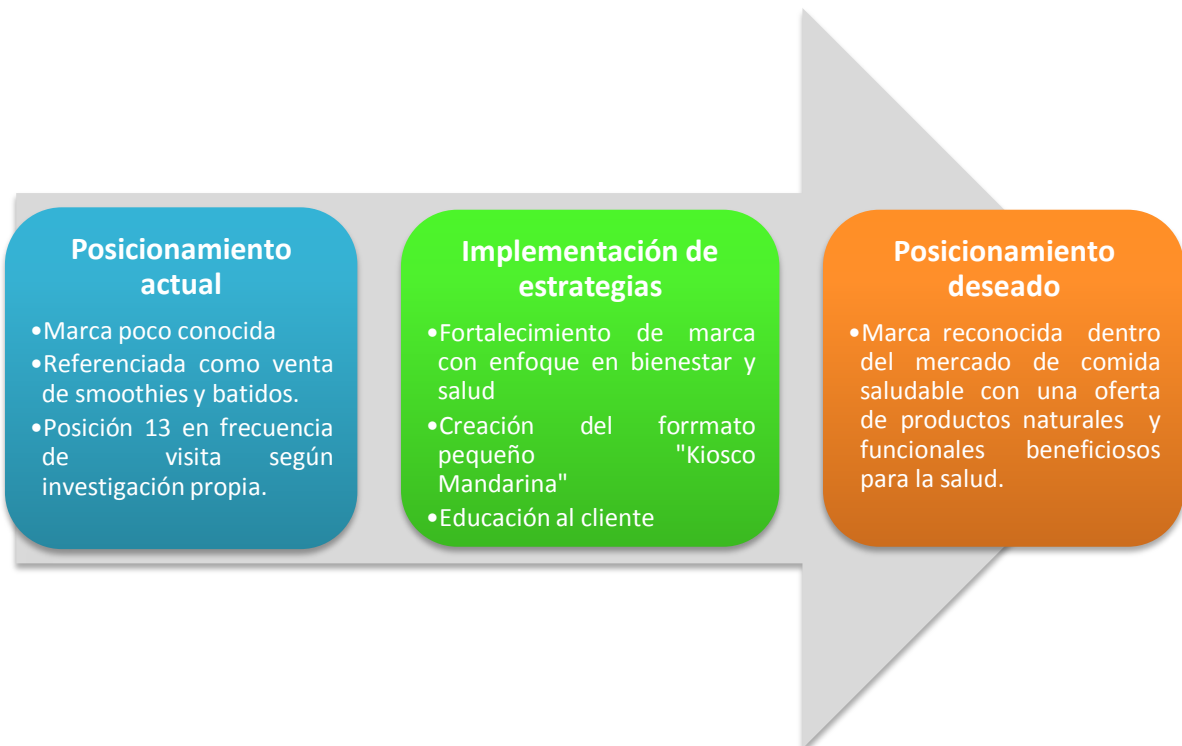 Posicionamiento
actual
•Marca poco conocida
•Referenciada como venta
de smoothies y batidos.
•Posición 13 en frecuencia
de visita según
investigación propia.
Implementación de
estrategias
•Fortalecimiento de marca
con enfoque en bienestar y
salud
•Creación del forrmato
pequeño "Kiosco
Mandarina"
•Educación al cliente
Posicionamiento
deseado
•Marca reconocida dentro
del mercado de comida
saludable con una oferta
de productos naturales y
funcionales beneficiosos
para la salud.